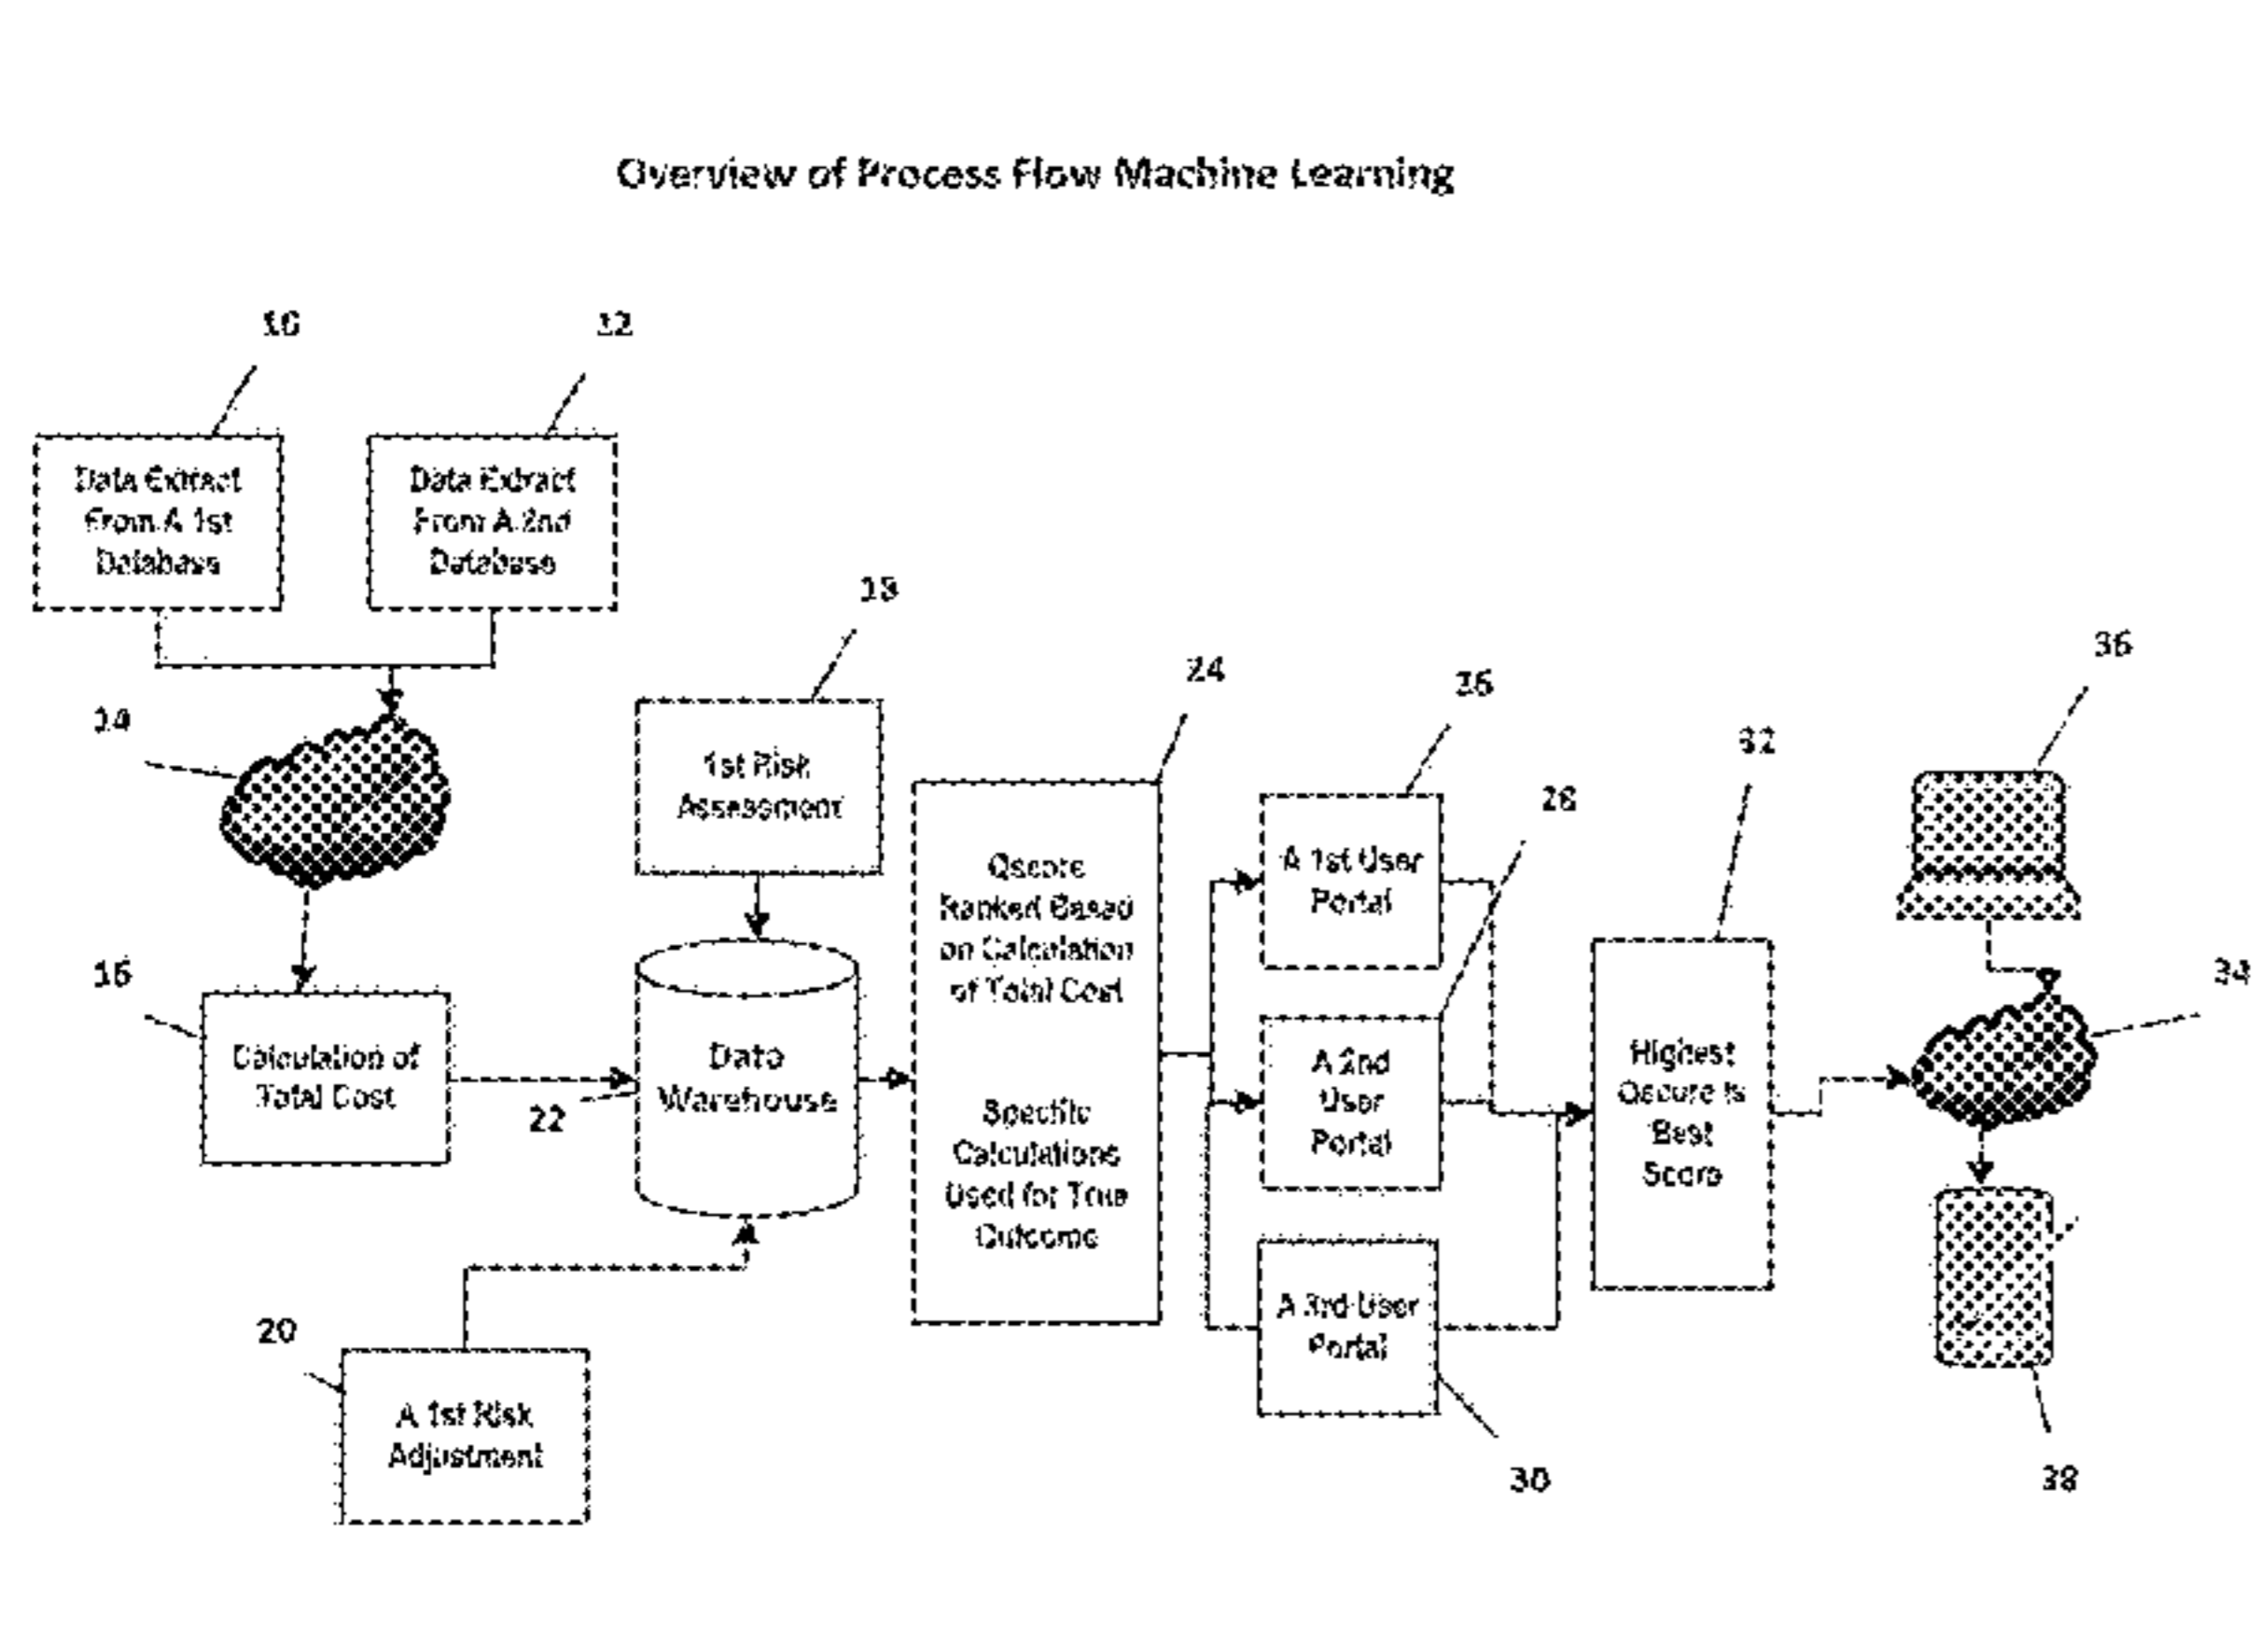 Overview of Process Flow Machine Learning
10
12
Data Extract
From A 1st
Database
Data Extract
From A 2nd
Database
14
18
1st Risk
Assessment
24
26
36
32
28
34
16
Calculation of
Total Cost
22
Data
Warehouse
Qscore
Ranked Based
on Calculation
of Total Cost
Specific
Calculations
Used for True
Outcome
A 1st User
Portal
A 2nd
User
Portal
A 3rd User
Portal
Highest
Qscore is
Best
Score
20
A 1st Risk
Adjustment
30
38